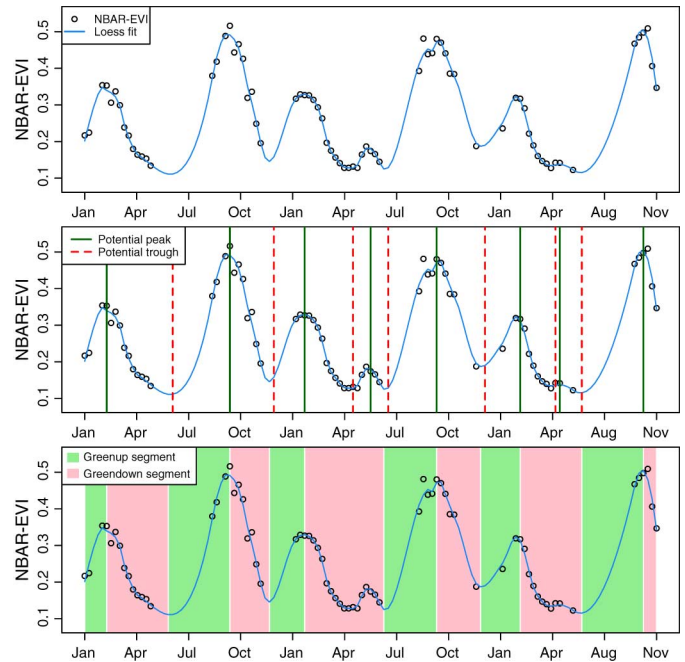 NBAR-EVI
0.5
0.4
0.3
0.2
0.1
NBAR-EVI
Loess fit
Jan Apr Jul Oct Jan Apr Jul Oct Jan Apr Aug Nov
NBAR-EVI
0.5
0.4
0.3
0.2
0.1
Potential peak
Potential trough
Jan Apr Jul Oct Jan Apr Jul Oct Jan Apr Aug Nov
NBAR-EVI
0.5
0.4
0.3
0.2
0.1
Greenup segment
Greendown segment
Jan Apr Jul Oct Jan Apr Jul Oct Jan Apr Aug Nov